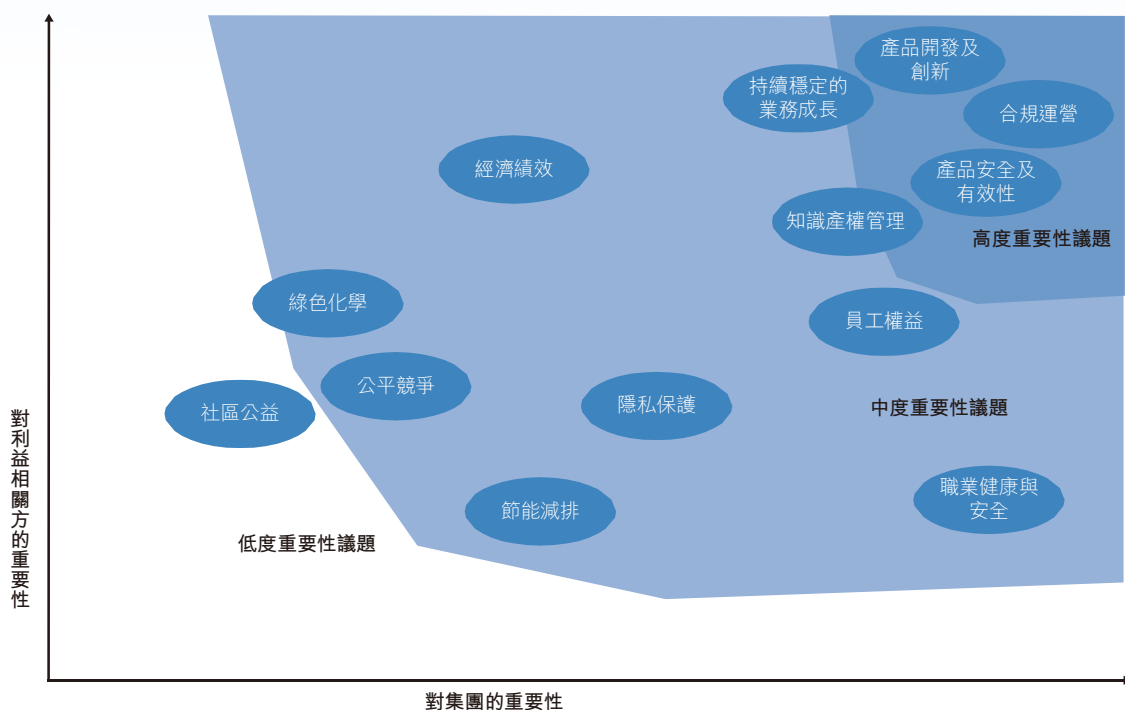 產品開發及
創新
持續穩定的
業務成長
合規運營
經濟績效
產品安全及
有效性
知識產權管理
高度重要性議題
綠色化學
員工權益
公平競爭
社區公益
隱私保護
中度重要性議題
職業健康與
安全
節能減排
低度重要性議題
對利益相關方的重要性
對集團的重要性